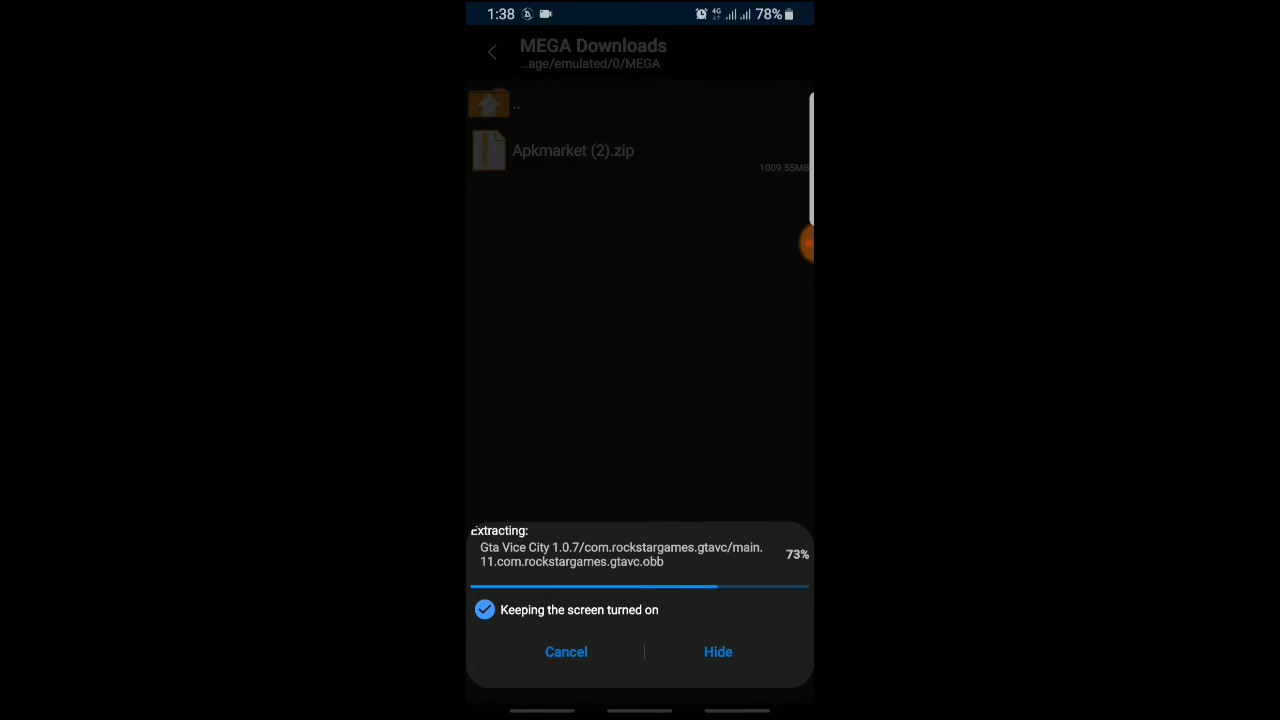 1:38 4G 78%
MEGA Downloads
...age/emulated/0/MEGA
..
Apkmarket (2).zip
1009.55MB
Extracting:
Gta Vice City 1.0.7/com.rockstargames.gtavc/main.
11.com.rockstargames.gtavc.obb
73%
Keeping the screen turned on
Cancel
Hide